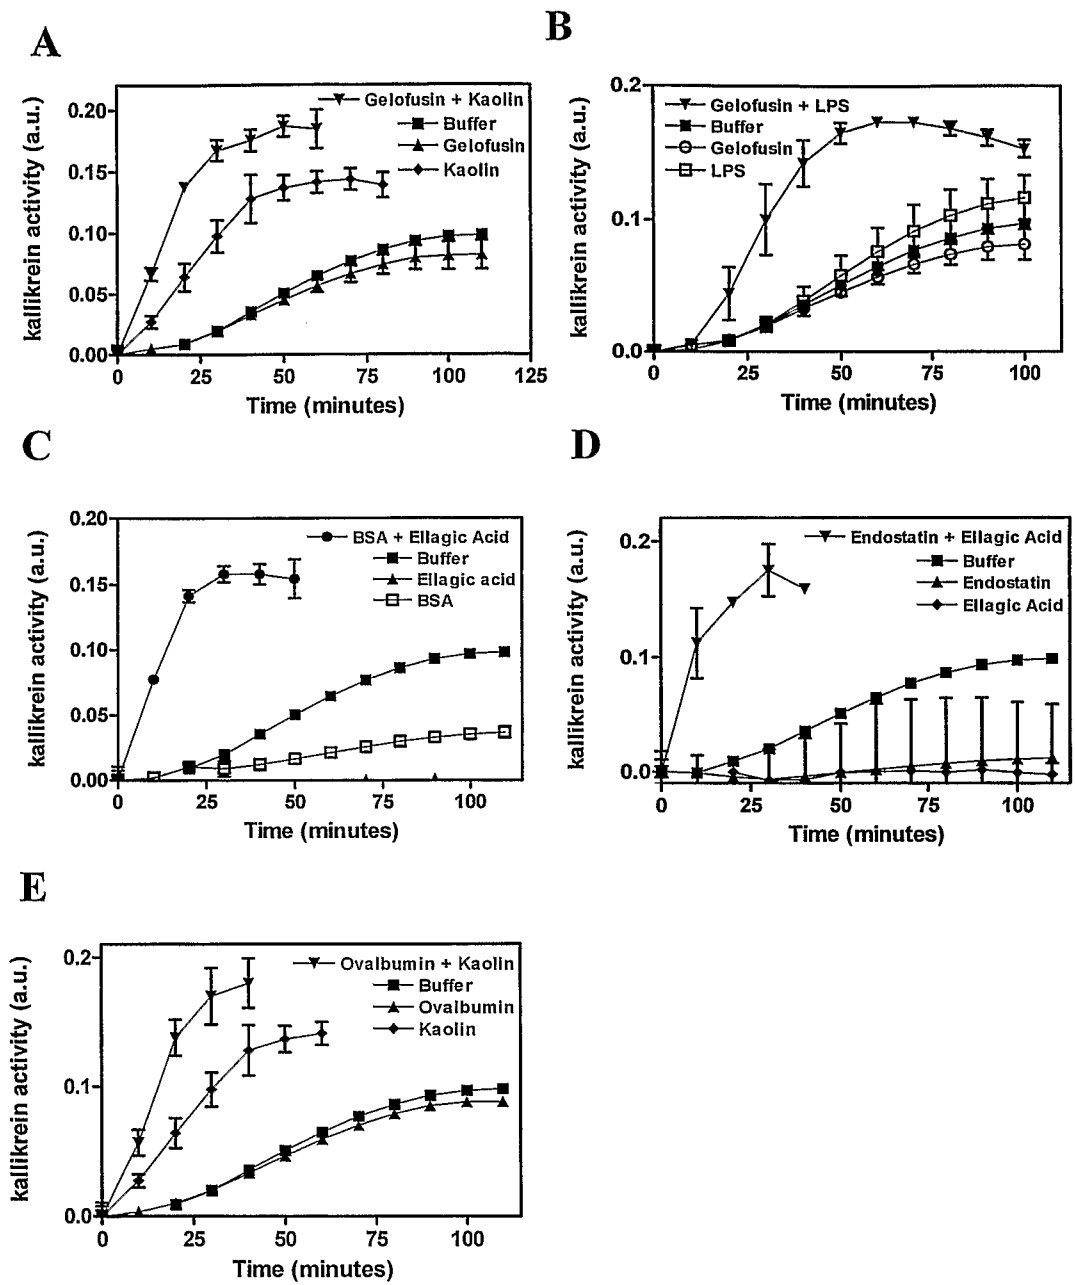 A
kallikrein activity (a.u.)
0.20
0.15
0.10
0.05
0.00
Gelofusin + Kaolin
Buffer
Gelofusin
Kaolin
0 25 50 75 100 125
Time (minutes)
B
kallikrein activity (a.u.)
0.2
0.1
0.0
Gelofusin + LPS
Buffer
Gelofusin
LPS
0 25 50 75 100
Time (minutes)
C
kallikrein activity (a.u.)
0.20
0.15
0.10
0.05
0.00
BSA + Ellagic Acid
Buffer
Ellagic acid
BSA
0 25 50 75 100
Time (minutes)
D
kallikrein activity (a.u.)
0.2
0.1
0.0
Endostatin + Ellagic Acid
Buffer
Endostatin
Ellagic Acid
0 25 50 75 100
Time (minutes)
E
kallikrein activity (a.u.)
0.2
0.1
0.0
Ovalbumin + Kaolin
Buffer
Ovalbumin
Kaolin
0 25 50 75 100
Time (minutes)